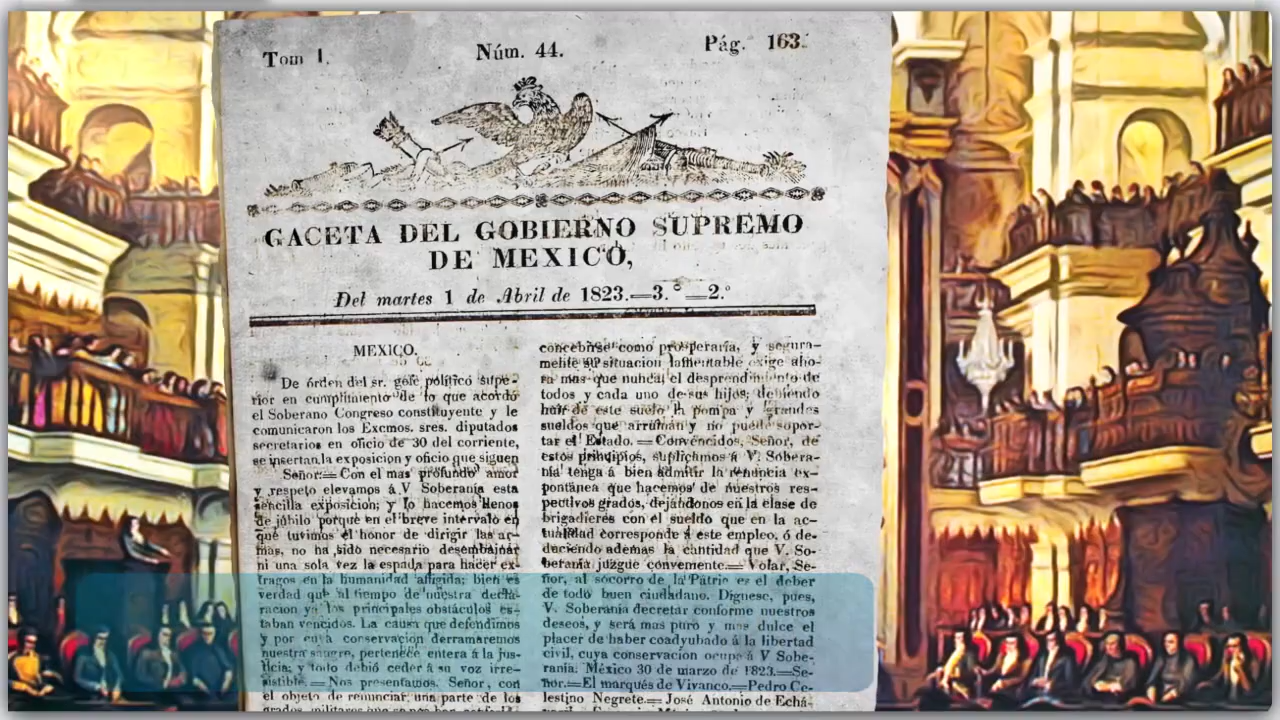 Tom I.
Núm. 44.
Pág. 163.
GACETA DEL GOBIERNO SUPREMO
DE MEXICO,
Del martes 1 de Abril de 1823.=3.° =2.°
MEXICO.
De órden del sr. gefe político supe-
rior en cumplimiento de lo que acordó
el Soberano Congreso constituyente y le
comunicaron los Excmos. sres. diputados
secretarios en oficio de 30 del corriente,
se insertan la exposicion y oficio que siguen
Señor:=Con el mas profundo amor
y respeto elevamos á V Soberanía esta
sencilla exposicion; y lo hacemos llenos
de júbilo porque en el breve intervalo en
que tuvimos el honor de dirigir las ar-
mas, no ha sido necesario desembainar
ni una sola vez la espada para hacer ex-
tragos en la humanidad afligida; bien es
verdad que al tiempo de nuestra decla-
racion ya los principales obstáculos es-
taban vencidos. La causa que defendimos
y por cuya conservacion derramaremos
nuestra sangre, pertenece entera á la jus-
ticia; y todo debió ceder á su voz irre-
sistible.=Nos presentamos, Señor, con
el objeto de renunciar una parte de los
grados militares que se nos han
concebirse como prosperaría, y segura-
mente su situacion lamentable exige aho-
ra mas que nunca, el desprendimiento de
todos y cada uno de sus hijos; debiendo
huir de este suelo la pompa y grandes
sueldos que arruinan y no puede sopor-
tar el Estado.=Convencidos, Señor, de
estos principios, suplicamos á V. Sobera-
nía tenga á bien admitir la renuncia ex-
pontánea que hacemos de nuestros res-
pectivos grados, dejándonos en la clase de
brigadieres con el sueldo que en la ac-
tualidad corresponde á este empleo, ó de-
duciendo ademas la cantidad que V. So-
beranía juzgue convemente.=Volar, Se-
ñor, al socorro de la Pátria es el deber
de todo buen ciudadano. Dígnese, pues,
V. Soberanía decretar conforme nuestros
deseos, y será mas puro y mas dulce el
placer de haber coadyubado á la libertad
civil, cuya conservacion ocupa á V Sobe-
ranía. México 30 de marzo de 1823.=Se-
ñor.=El marqués de Vivanco.=Pedro Ce-
lestino Negrete.=José Antonio de Echá-